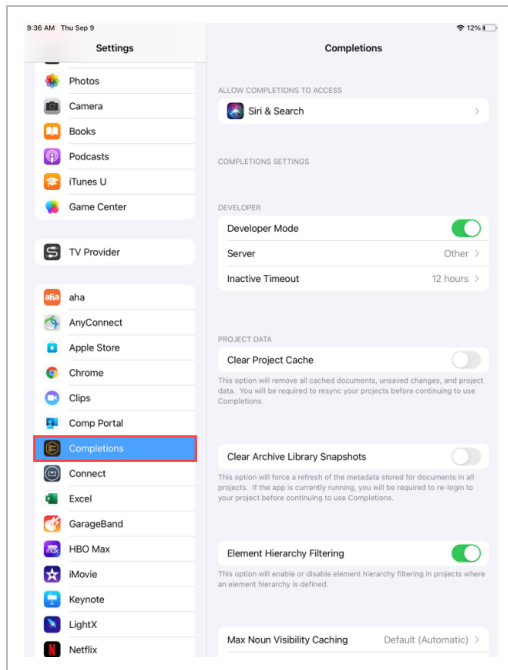 9:36 AM Thu Sep 9
12%
Settings
Photos
Camera
Books
Podcasts
iTunes U
Game Center
TV Provider
aha
aha
AnyConnect
Apple Store
Chrome
Clips
Comp Portal
Completions
Connect
Excel
GarageBand
HBO Max
iMovie
Keynote
LightX
Netflix
Completions
ALLOW COMPLETIONS TO ACCESS
Siri & Search
COMPLETIONS SETTINGS
DEVELOPER
Developer Mode
Server Other
Inactive Timeout 12 hours
PROJECT DATA
Clear Project Cache
This option will remove all cached documents, unsaved changes, and project
data. You will be required to resync your projects before continuing to use
Completions.
Clear Archive Library Snapshots
This option will force a refresh of the metadata stored for documents in all
projects. If the app is currently running, you will be required to re-login to
your project before continuing to use Completions.
Element Hierarchy Filtering
This option will enable or disable element hierarchy filtering in projects where
an element hierarchy is defined.
Max Noun Visibility Caching Default (Automatic)